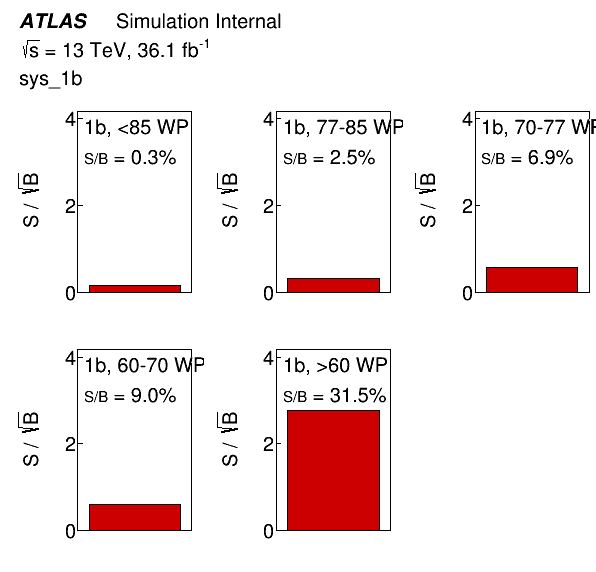 ATLAS Simulation Internal
√s = 13 TeV, 36.1 fb⁻¹
sys_1b
4 1b, <85 WP
S/B = 0.3%
S / √B
2
0
4 1b, 77-85 WP
S/B = 2.5%
S / √B
2
0
4 1b, 70-77 WP
S/B = 6.9%
S / √B
2
0
4 1b, 60-70 WP
S/B = 9.0%
S / √B
2
0
4 1b, >60 WP
S/B = 31.5%
S / √B
2
0